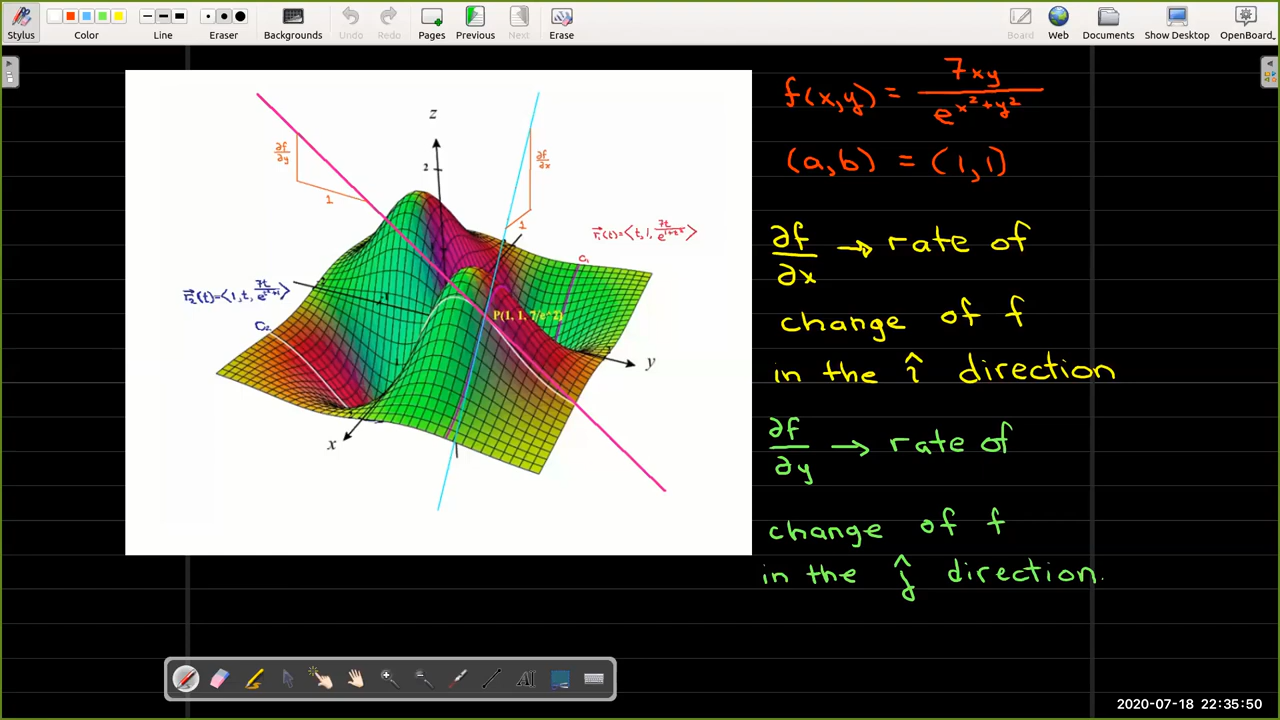 Stylus Color Line Eraser Backgrounds Undo Redo Pages Previous Next Erase Board Web Documents Show Desktop OpenBoard
f(x,y) = 7xy / e^(x²+y²)
(a,b) = (1,1)
∂f/∂x → rate of
change of f
in the î direction
∂f/∂y → rate of
change of f
in the ĵ direction.
z
2
∂f/∂y
1
∂f/∂x
1
r⃗₁(t)=⟨t, 1, 7t/e^(1+t²)⟩
C₁
r⃗₂(t)=⟨1, t, 7t/e^(t²+1)⟩
C₂
P(1, 1, 7/e^2)
y
x
2020-07-18 22:35:50